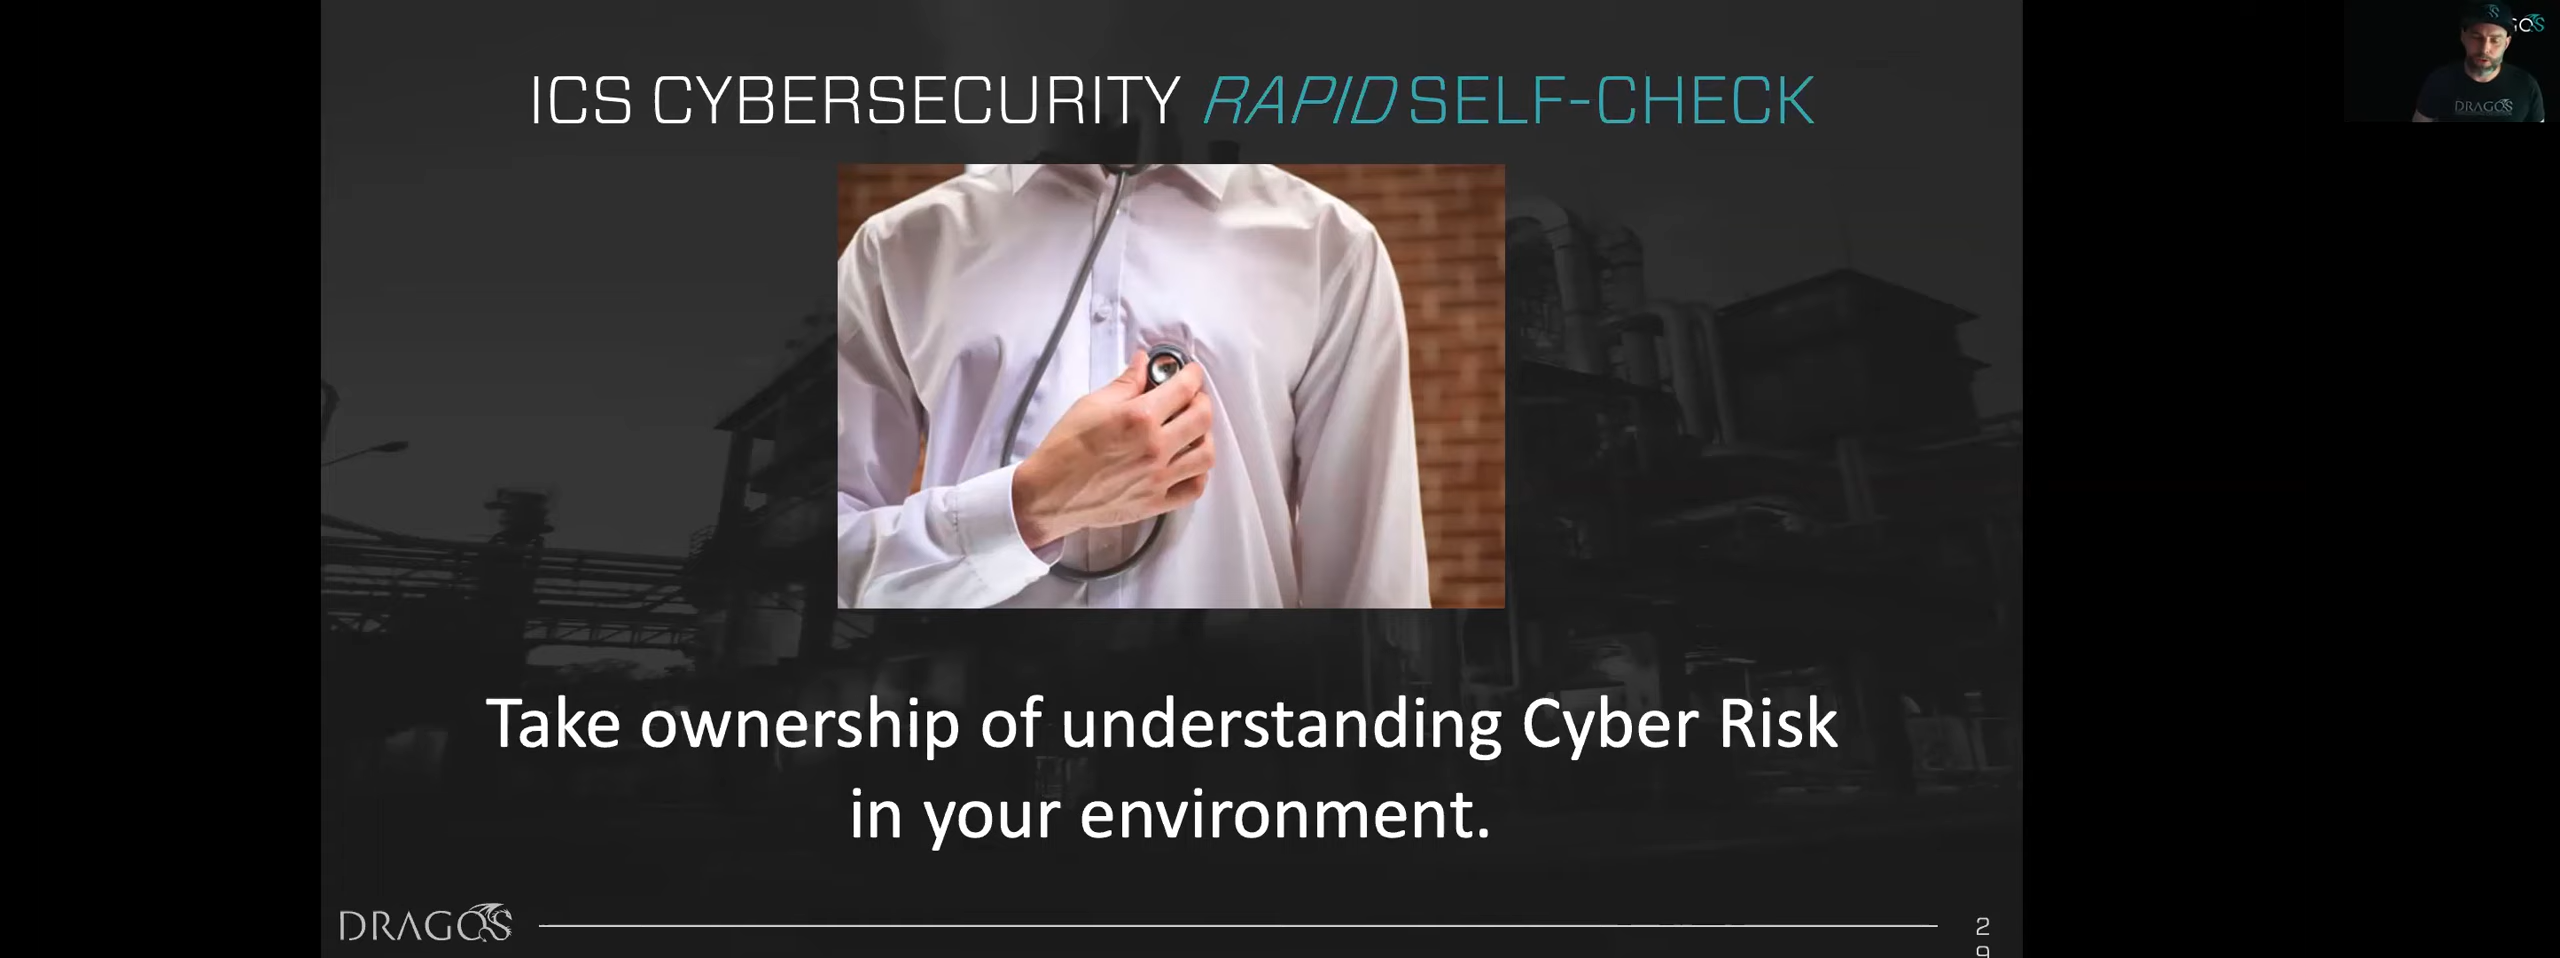 ICS CYBERSECURITY RAPID SELF-CHECK
DRAGOS
Take ownership of understanding Cyber Risk
in your environment.
DRAGOS
2
9